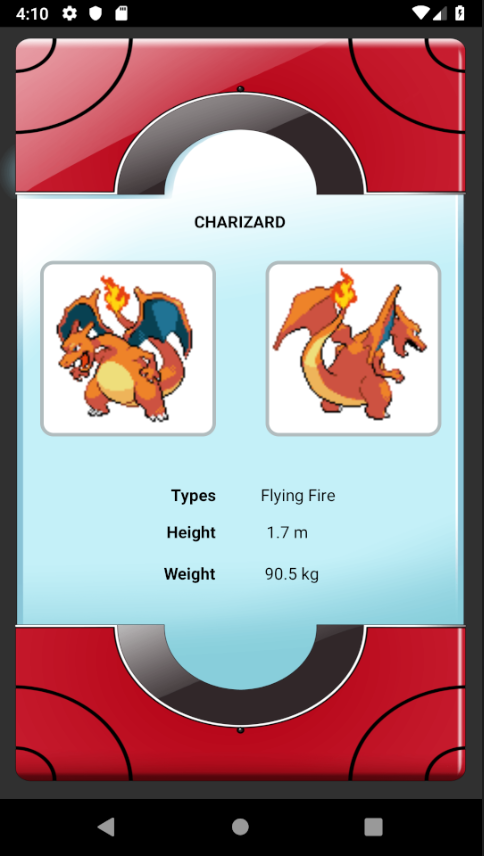 4:10
CHARIZARD
Types Flying Fire
Height 1.7 m
Weight 90.5 kg